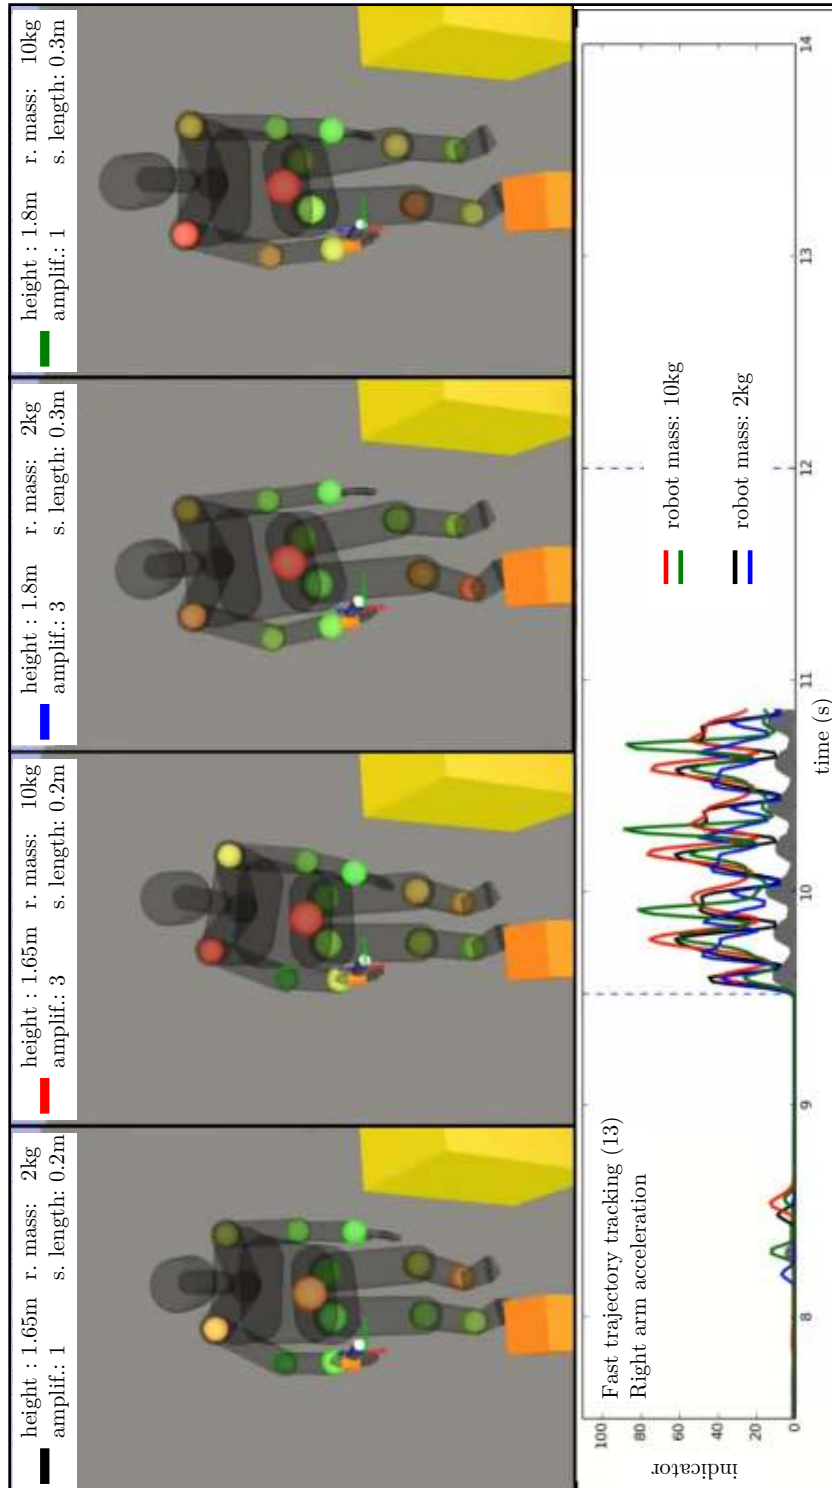 height : 1.65m r. mass: 2kg
amplif.: 1 s. length: 0.2m
height : 1.65m r. mass: 10kg
amplif.: 3 s. length: 0.2m
height : 1.8m r. mass: 2kg
amplif.: 3 s. length: 0.3m
height : 1.8m r. mass: 10kg
amplif.: 1 s. length: 0.3m
Fast trajectory tracking (13)
Right arm acceleration
robot mass: 10kg
robot mass: 2kg
indicator
100
80
60
40
20
0
8 9 10 11 12 13 14
time (s)